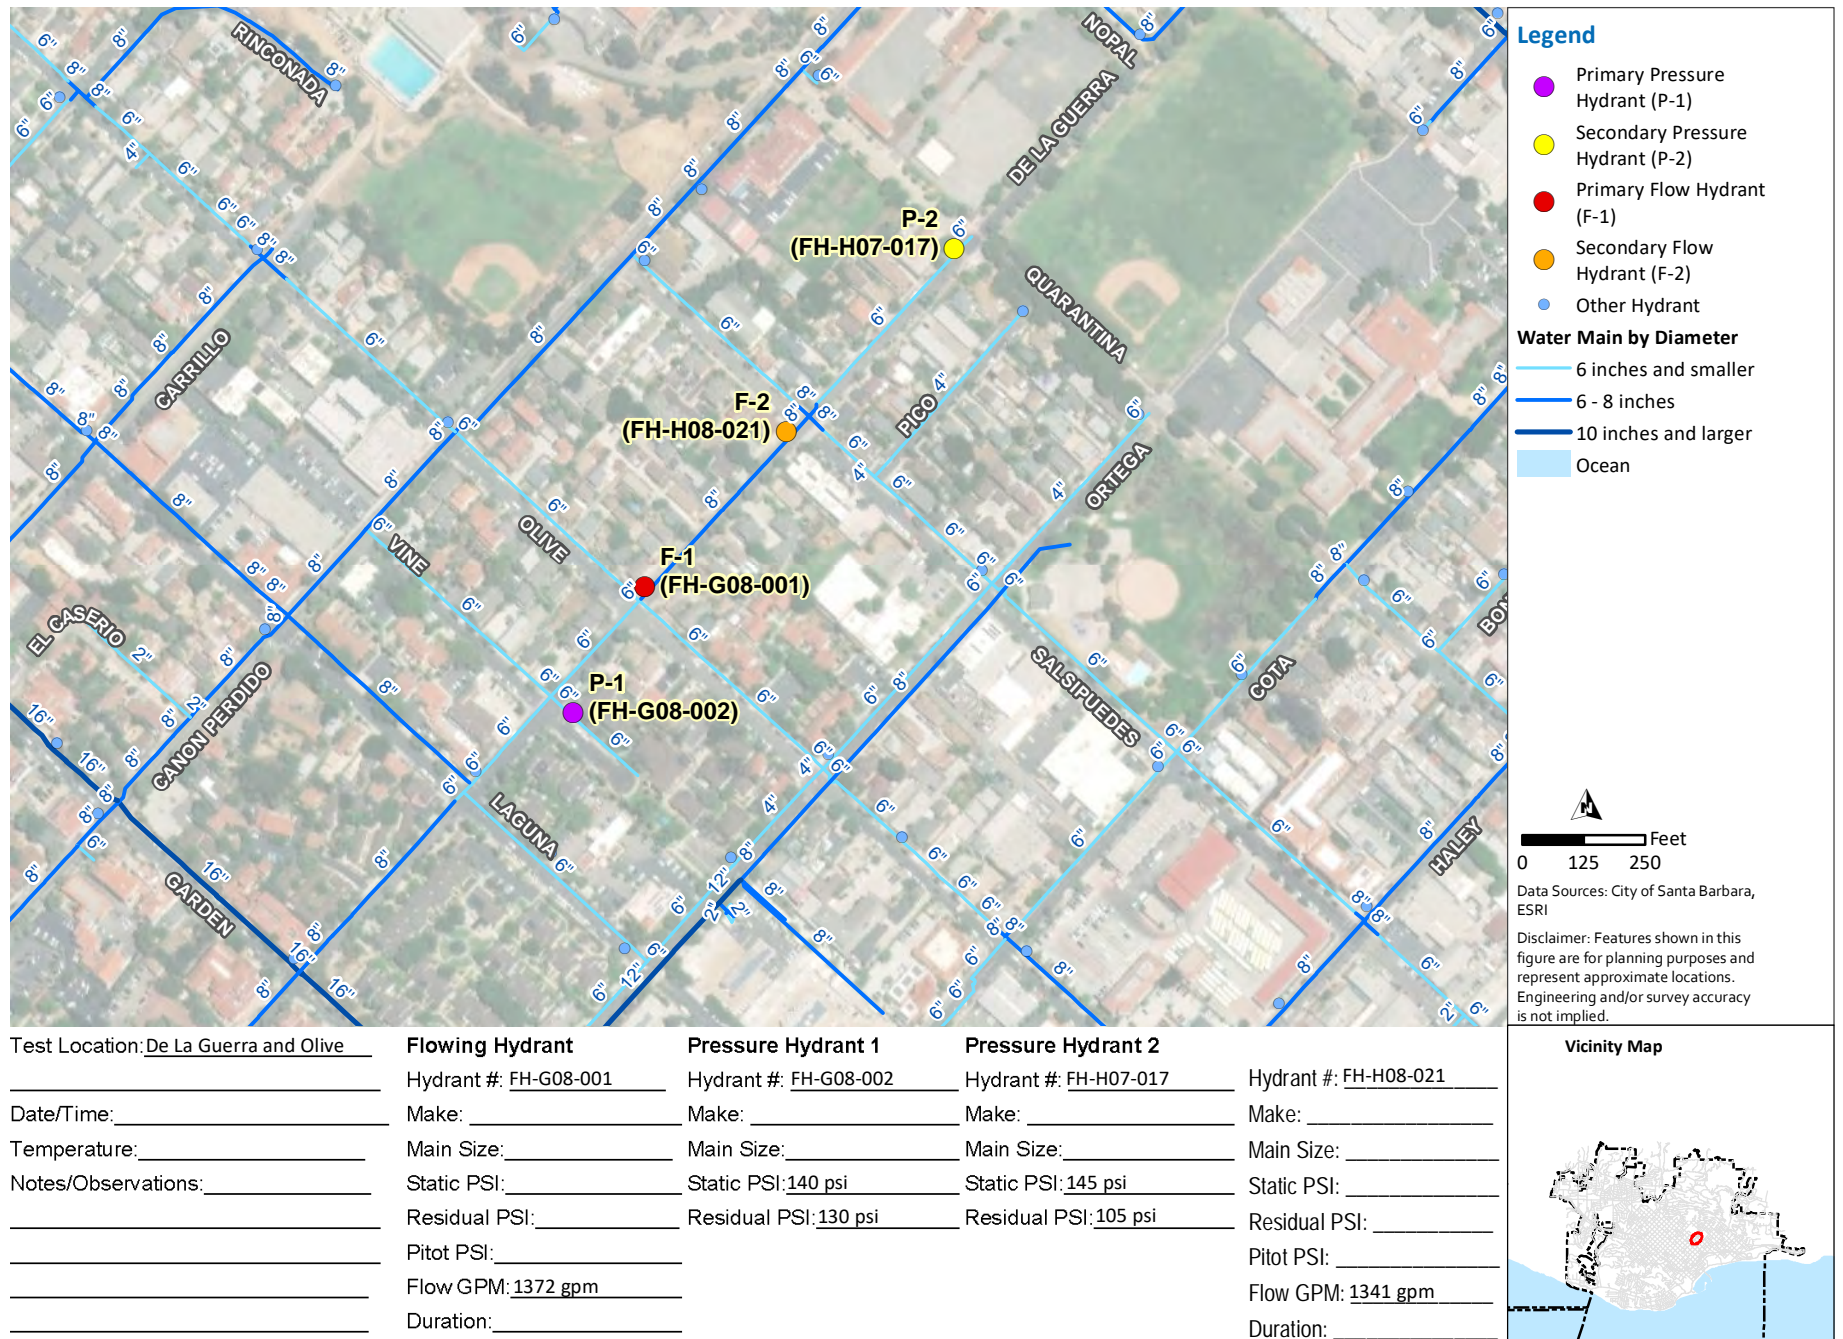 RINCONADA
NOPAL
DE LA GUERRA
QUARANTINA
CARRILLO
PICO
ORTEGA
OLIVE
VINE
EL CASERIO
CANON PERDIDO
SALSIPUEDES
COTA
BON
LAGUNA
GARDEN
HALEY
P-2
(FH-H07-017)
F-2
(FH-H08-021)
F-1
(FH-G08-001)
P-1
(FH-G08-002)
2"
4"
6"
8"
12"
16"
Legend
Primary Pressure
Hydrant (P-1)
Secondary Pressure
Hydrant (P-2)
Primary Flow Hydrant
(F-1)
Secondary Flow
Hydrant (F-2)
Other Hydrant
Water Main by Diameter
6 inches and smaller
6 - 8 inches
10 inches and larger
Ocean
N
Feet
0 125 250
Data Sources: City of Santa Barbara,
ESRI
Disclaimer: Features shown in this
figure are for planning purposes and
represent approximate locations.
Engineering and/or survey accuracy
is not implied.
Vicinity Map
Test Location: De La Guerra and Olive
Date/Time:
Temperature:
Notes/Observations:
Flowing Hydrant
Hydrant #: FH-G08-001
Make:
Main Size:
Static PSI:
Residual PSI:
Pitot PSI:
Flow GPM: 1372 gpm
Duration:
Pressure Hydrant 1
Hydrant #: FH-G08-002
Make:
Main Size:
Static PSI: 140 psi
Residual PSI: 130 psi
Pressure Hydrant 2
Hydrant #: FH-H07-017
Make:
Main Size:
Static PSI: 145 psi
Residual PSI: 105 psi
Hydrant #: FH-H08-021
Make:
Main Size:
Static PSI:
Residual PSI:
Pitot PSI:
Flow GPM: 1341 gpm
Duration: